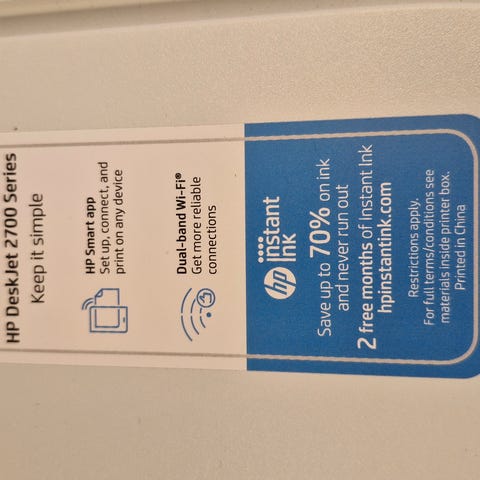 HP DeskJet 2700 Series
Keep it simple
HP Smart app
Set up, connect, and
print on any device
Dual-band Wi-Fi®
Get more reliable
connections
hp instant
ink
Save up to 70% on ink
and never run out
2 free months of Instant Ink
hpinstantink.com
Restrictions apply.
For full terms/conditions see
materials inside printer box.
Printed in China